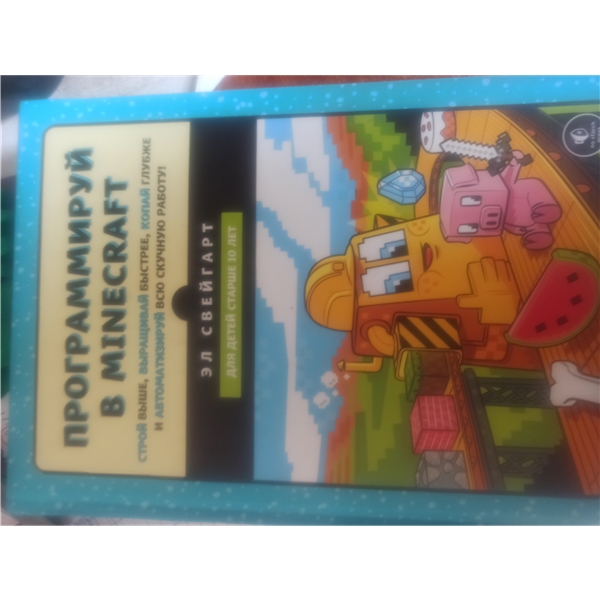 ПРОГРАММИРУЙ
В MINECRAFT
СТРОЙ ВЫШЕ, ВЫРАЩИВАЙ БЫСТРЕЕ, КОПАЙ ГЛУБЖЕ
И АВТОМАТИЗИРУЙ ВСЮ СКУЧНУЮ РАБОТУ!
ЭЛ СВЕЙГАРТ
ДЛЯ ДЕТЕЙ СТАРШЕ 10 ЛЕТ